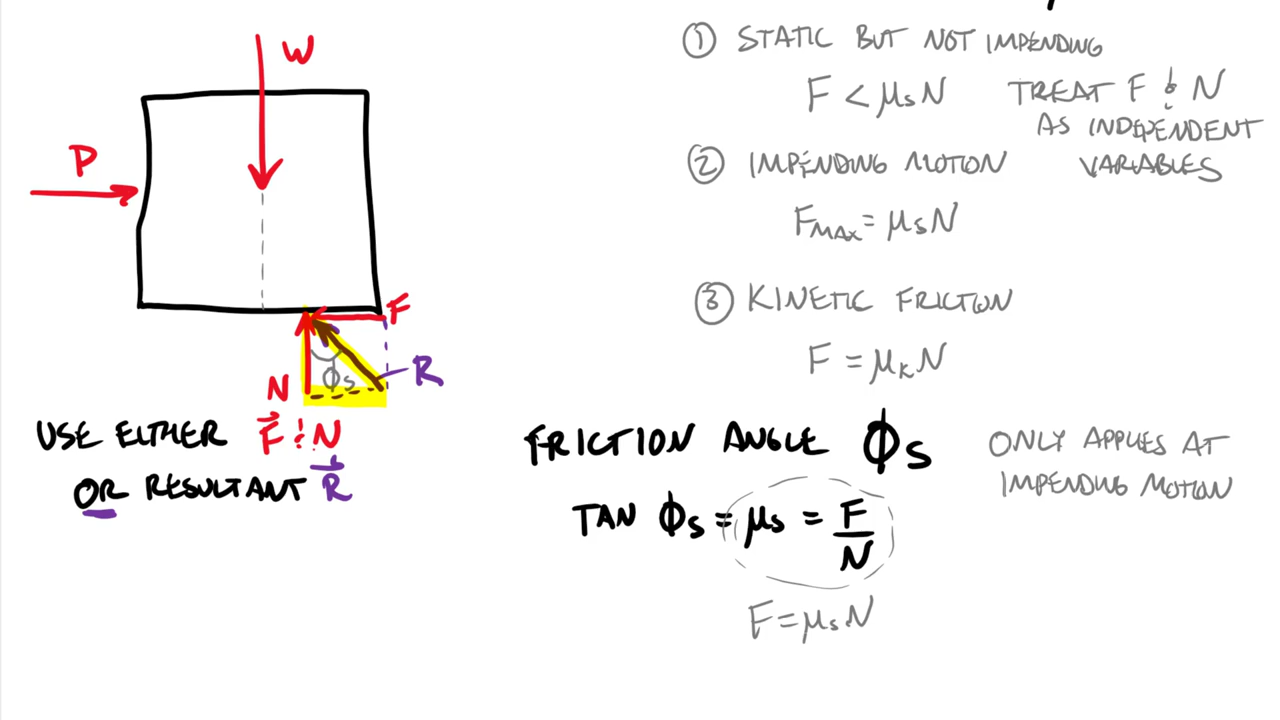 W
P
F
N
ϕs
R
USE EITHER F & N
OR RESULTANT R
① STATIC BUT NOT IMPENDING
F < μsN
TREAT F & N
AS INDEPENDENT
VARIABLES
② IMPENDING MOTION
FMAX = μsN
③ KINETIC FRICTION
F = μkN
FRICTION ANGLE ϕs
ONLY APPLIES AT
IMPENDING MOTION
TAN ϕs = μs = F/N
F = μsN